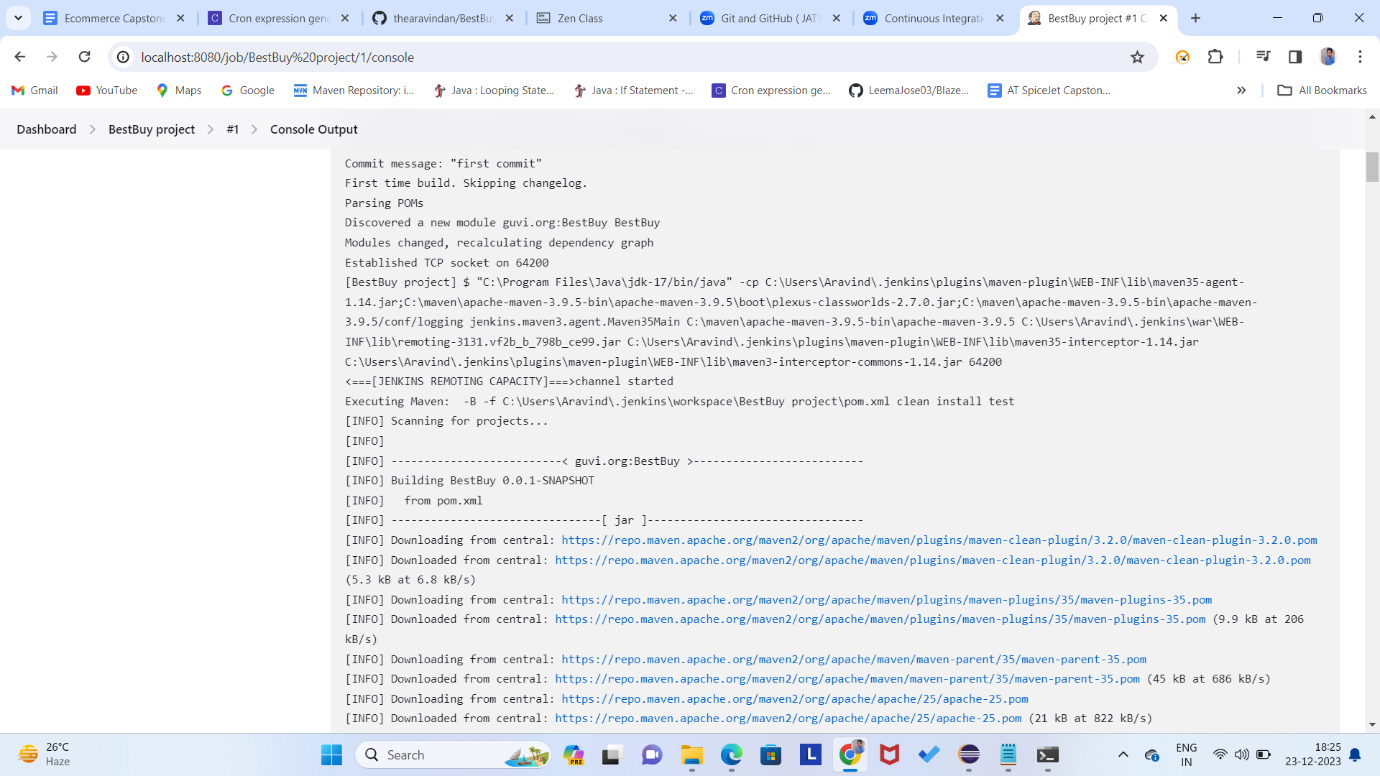 Ecommerce Capston
Cron expression gene
thearavindan/BestBu
Zen Class
Git and GitHub ( JAT1
Continuous Integrati
BestBuy project #1 C
localhost:8080/job/BestBuy%20project/1/console
Gmail
YouTube
Maps
Google
Maven Repository: i...
Java : Looping State...
Java : If Statement -...
Cron expression ge...
LeemaJose03/Blaze...
AT SpiceJet Capston...
»
All Bookmarks
Dashboard > BestBuy project > #1 > Console Output
Commit message: "first commit"
First time build. Skipping changelog.
Parsing POMs
Discovered a new module guvi.org:BestBuy BestBuy
Modules changed, recalculating dependency graph
Established TCP socket on 64200
[BestBuy project] $ "C:\Program Files\Java\jdk-17/bin/java" -cp C:\Users\Aravind\.jenkins\plugins\maven-plugin\WEB-INF\lib\maven35-agent-
1.14.jar;C:\maven\apache-maven-3.9.5-bin\apache-maven-3.9.5\boot\plexus-classworlds-2.7.0.jar;C:\maven\apache-maven-3.9.5-bin\apache-maven-
3.9.5/conf/logging jenkins.maven3.agent.Maven35Main C:\maven\apache-maven-3.9.5-bin\apache-maven-3.9.5 C:\Users\Aravind\.jenkins\war\WEB-
INF\lib\remoting-3131.vf2b_b_798b_ce99.jar C:\Users\Aravind\.jenkins\plugins\maven-plugin\WEB-INF\lib\maven35-interceptor-1.14.jar
C:\Users\Aravind\.jenkins\plugins\maven-plugin\WEB-INF\lib\maven3-interceptor-commons-1.14.jar 64200
<===[JENKINS REMOTING CAPACITY]===>channel started
Executing Maven:  -B -f C:\Users\Aravind\.jenkins\workspace\BestBuy project\pom.xml clean install test
[INFO] Scanning for projects...
[INFO]
[INFO] --------------------------< guvi.org:BestBuy >--------------------------
[INFO] Building BestBuy 0.0.1-SNAPSHOT
[INFO]   from pom.xml
[INFO] --------------------------------[ jar ]---------------------------------
[INFO] Downloading from central: https://repo.maven.apache.org/maven2/org/apache/maven/plugins/maven-clean-plugin/3.2.0/maven-clean-plugin-3.2.0.pom
[INFO] Downloaded from central: https://repo.maven.apache.org/maven2/org/apache/maven/plugins/maven-clean-plugin/3.2.0/maven-clean-plugin-3.2.0.pom
(5.3 kB at 6.8 kB/s)
[INFO] Downloading from central: https://repo.maven.apache.org/maven2/org/apache/maven/plugins/maven-plugins/35/maven-plugins-35.pom
[INFO] Downloaded from central: https://repo.maven.apache.org/maven2/org/apache/maven/plugins/maven-plugins/35/maven-plugins-35.pom (9.9 kB at 206
kB/s)
[INFO] Downloading from central: https://repo.maven.apache.org/maven2/org/apache/maven/maven-parent/35/maven-parent-35.pom
[INFO] Downloaded from central: https://repo.maven.apache.org/maven2/org/apache/maven/maven-parent/35/maven-parent-35.pom (45 kB at 686 kB/s)
[INFO] Downloading from central: https://repo.maven.apache.org/maven2/org/apache/apache/25/apache-25.pom
[INFO] Downloaded from central: https://repo.maven.apache.org/maven2/org/apache/apache/25/apache-25.pom (21 kB at 822 kB/s)
26°C
Haze
Search
PRE
L
ENG
IN
18:25
23-12-2023